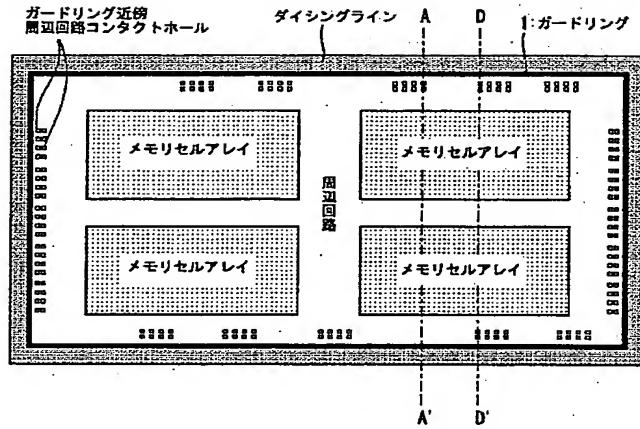 ガードリング近傍
周辺回路コンタクトホール
ダイシングライン
A
D
1:ガードリング
メモリセルアレイ
メモリセルアレイ
周辺回路
メモリセルアレイ
メモリセルアレイ
A'
D'